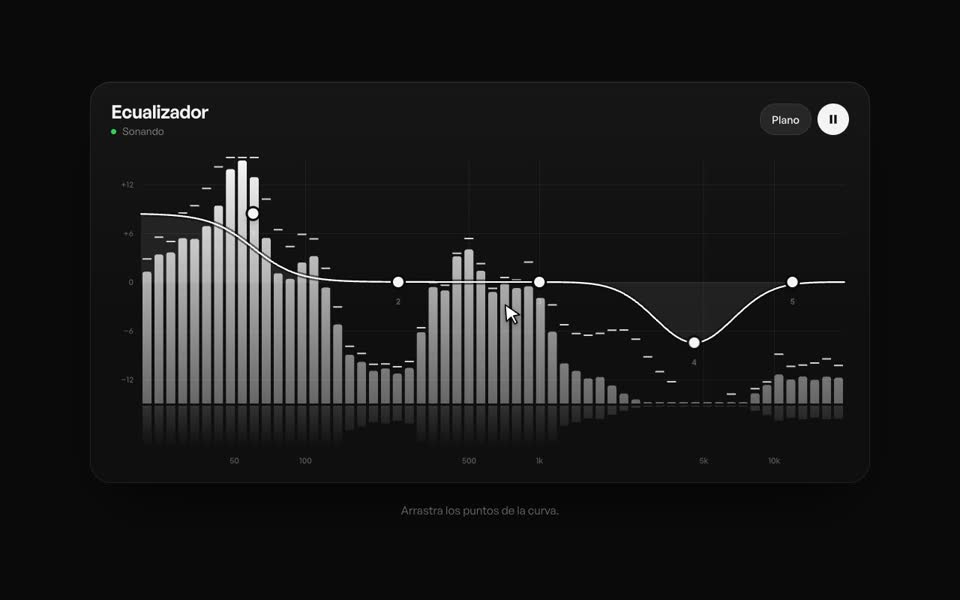 Ecualizador
Sonando
Plano
+12
+6
0
−6
−12
2
4
5
50
100
500
1k
5k
10k
Arrastra los puntos de la curva.